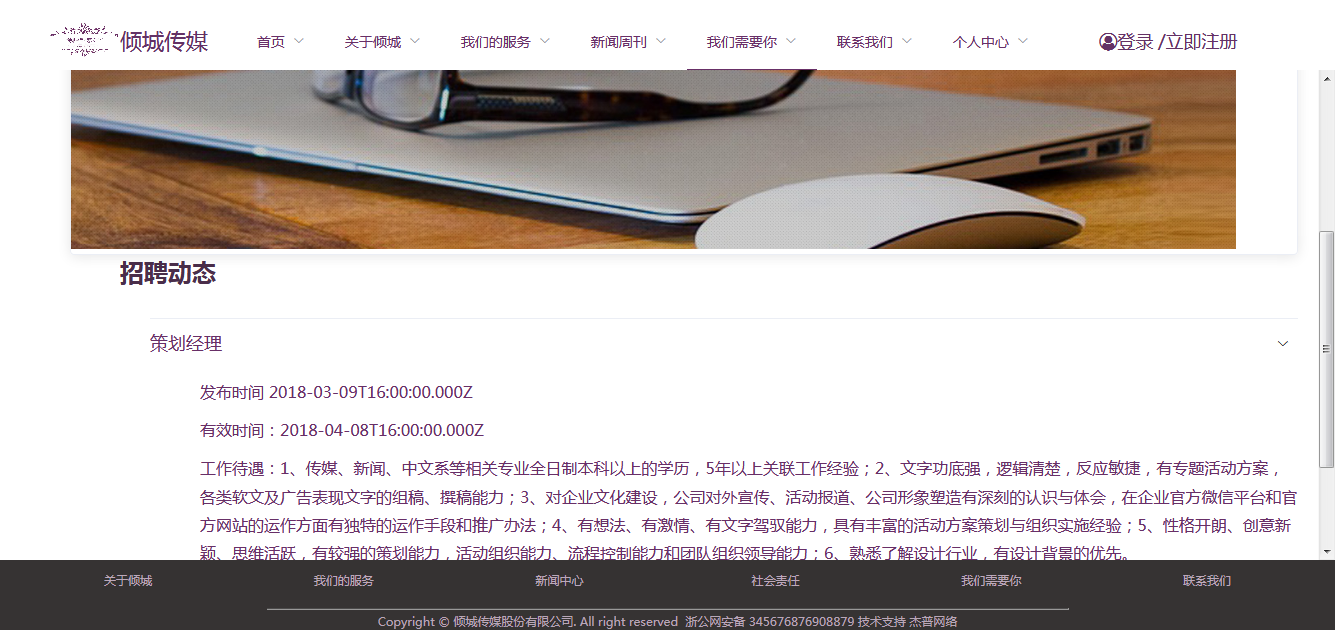 倾城传媒 首页 关于倾城 我们的服务 新闻周刊 我们需要你 联系我们 个人中心 登录 /立即注册
招聘动态
策划经理
发布时间 2018-03-09T16:00:00.000Z
有效时间：2018-04-08T16:00:00.000Z
工作待遇：1、传媒、新闻、中文系等相关专业全日制本科以上的学历，5年以上关联工作经验；2、文字功底强，逻辑清楚，反应敏捷，有专题活动方案，
各类软文及广告表现文字的组稿、撰稿能力；3、对企业文化建设，公司对外宣传、活动报道、公司形象塑造有深刻的认识与体会，在企业官方微信平台和官
方网站的运作方面有独特的运作手段和推广办法；4、有想法、有激情、有文字驾驭能力，具有丰富的活动方案策划与组织实施经验；5、性格开朗、创意新
颖、思维活跃，有较强的策划能力，活动组织能力、流程控制能力和团队组织领导能力；6、熟悉了解设计行业，有设计背景的优先。
关于倾城 我们的服务 新闻中心 社会责任 我们需要你 联系我们
Copyright © 倾城传媒股份有限公司. All right reserved 浙公网安备 345676876908879 技术支持 杰普网络